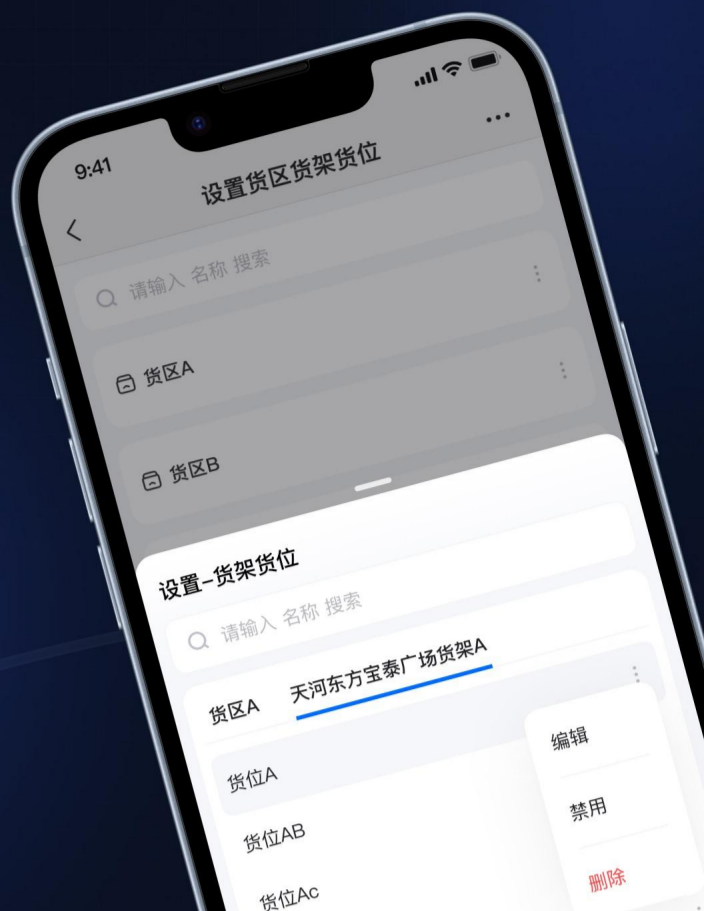 9:41
设置货区货架货位
请输入 名称 搜索
货区A
货区B
设置-货架货位
请输入 名称 搜索
货区A 天河东方宝泰广场货架A
货位A
编辑
货位AB
禁用
货位Ac
删除